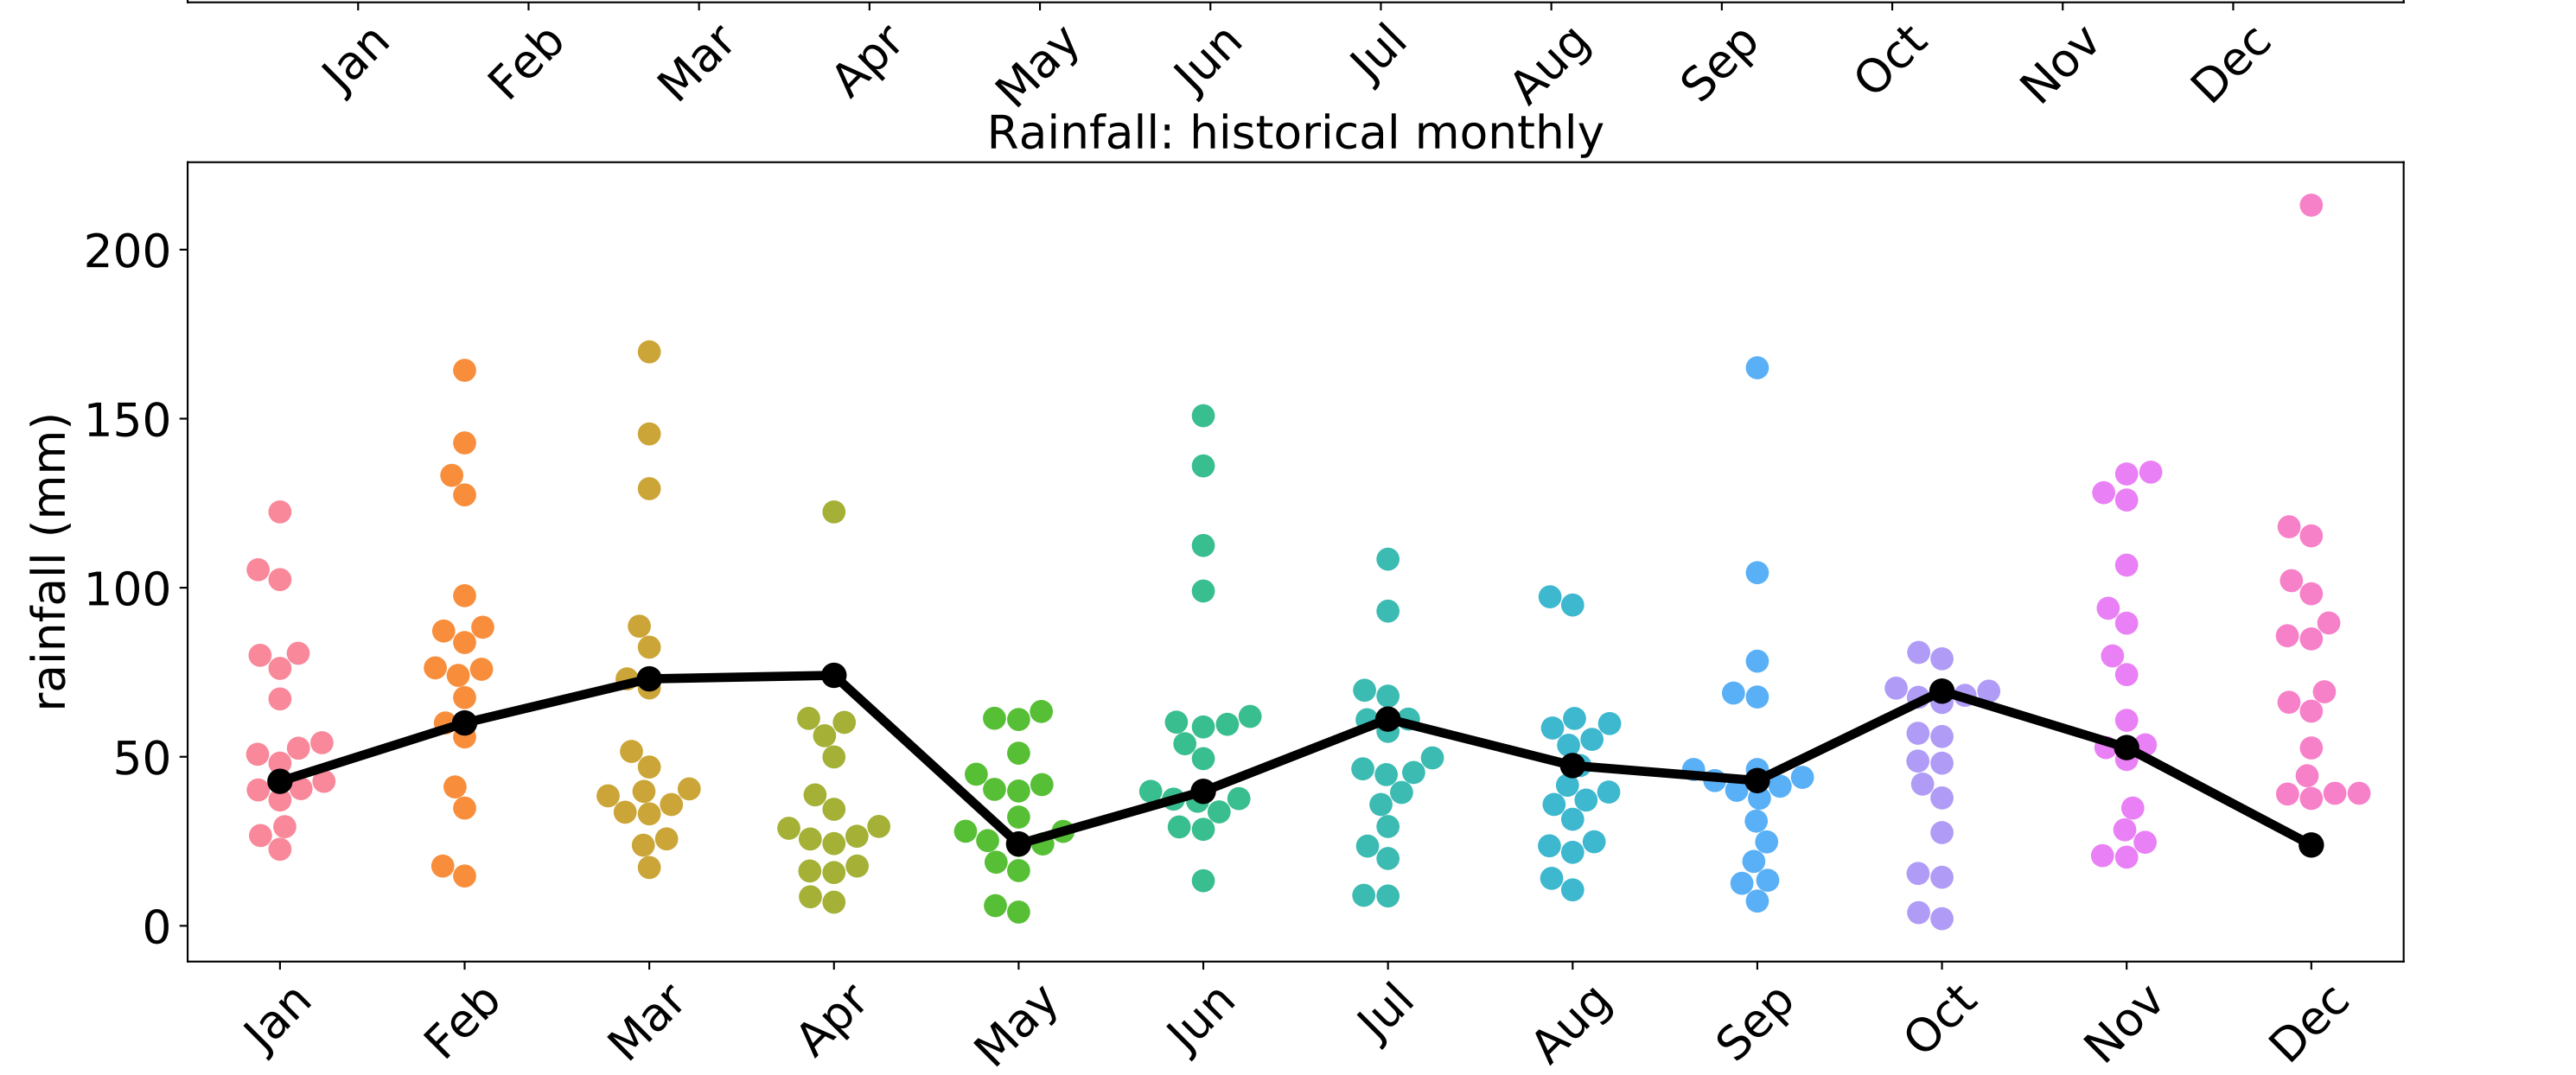 Jan Feb Mar Apr May Jun Jul Aug Sep Oct Nov Dec
Rainfall: historical monthly
rainfall (mm)
200
150
100
50
0
Jan Feb Mar Apr May Jun Jul Aug Sep Oct Nov Dec